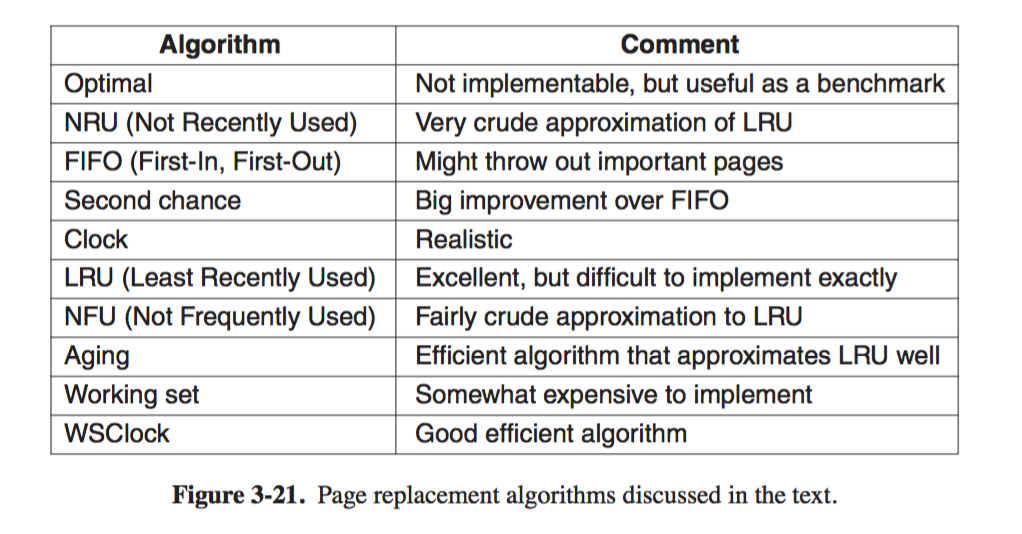 Algorithm Comment
Optimal Not implementable, but useful as a benchmark
NRU (Not Recently Used) Very crude approximation of LRU
FIFO (First-In, First-Out) Might throw out important pages
Second chance Big improvement over FIFO
Clock Realistic
LRU (Least Recently Used) Excellent, but difficult to implement exactly
NFU (Not Frequently Used) Fairly crude approximation to LRU
Aging Efficient algorithm that approximates LRU well
Working set Somewhat expensive to implement
WSClock Good efficient algorithm
Figure 3-21. Page replacement algorithms discussed in the text.